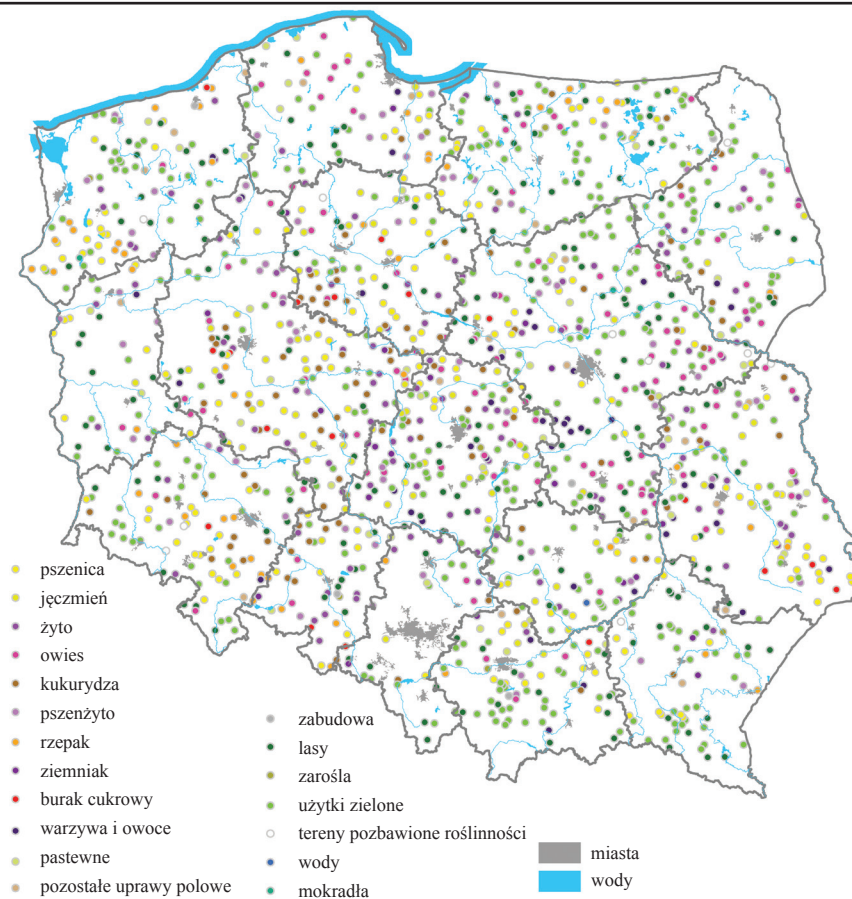 pszenica
jęczmień
żyto
owies
kukurydza
pszenżyto
rzepak
ziemniak
burak cukrowy
warzywa i owoce
pastewne
pozostałe uprawy polowe
zabudowa
lasy
zarośla
użytki zielone
tereny pozbawione roślinności
wody
mokradła
miasta
wody